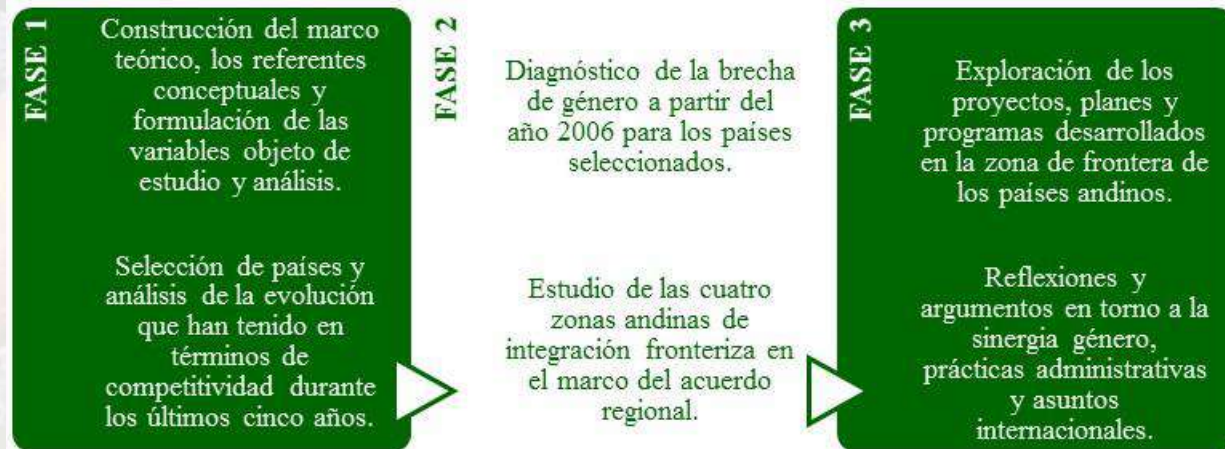 FASE 1
Construcción del marco
teórico, los referentes
conceptuales y
formulación de las
variables objeto de
estudio y análisis.
Selección de países y
análisis de la evolución
que han tenido en
términos de
competitividad durante
los últimos cinco años.
FASE 2
Diagnóstico de la brecha
de género a partir del
año 2006 para los países
seleccionados.
Estudio de las cuatro
zonas andinas de
integración fronteriza en
el marco del acuerdo
regional.
FASE 3
Exploración de los
proyectos, planes y
programas desarrollados
en la zona de frontera de
los países andinos.
Reflexiones y
argumentos en torno a la
sinergia género,
prácticas administrativas
y asuntos
internacionales.